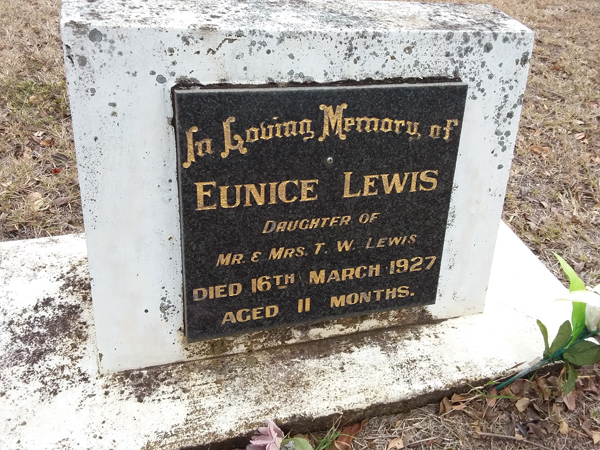 In Loving Memory of
EUNICE LEWIS
DAUGHTER OF
MR. & MRS. T. W. LEWIS
DIED 16TH MARCH 1927
AGED 11 MONTHS.